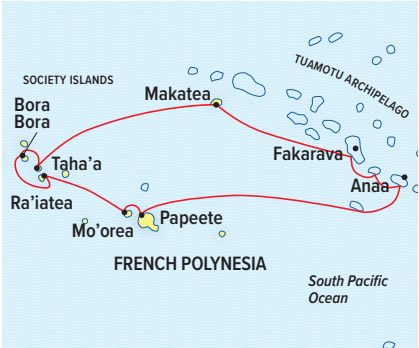 SOCIETY ISLANDS
TUAMOTU ARCHIPELAGO
Makatea
Bora
Bora
Fakarava
Taha'a
Anaa
Ra'iatea
Papeete
Mo'orea
FRENCH POLYNESIA
South Pacific
Ocean